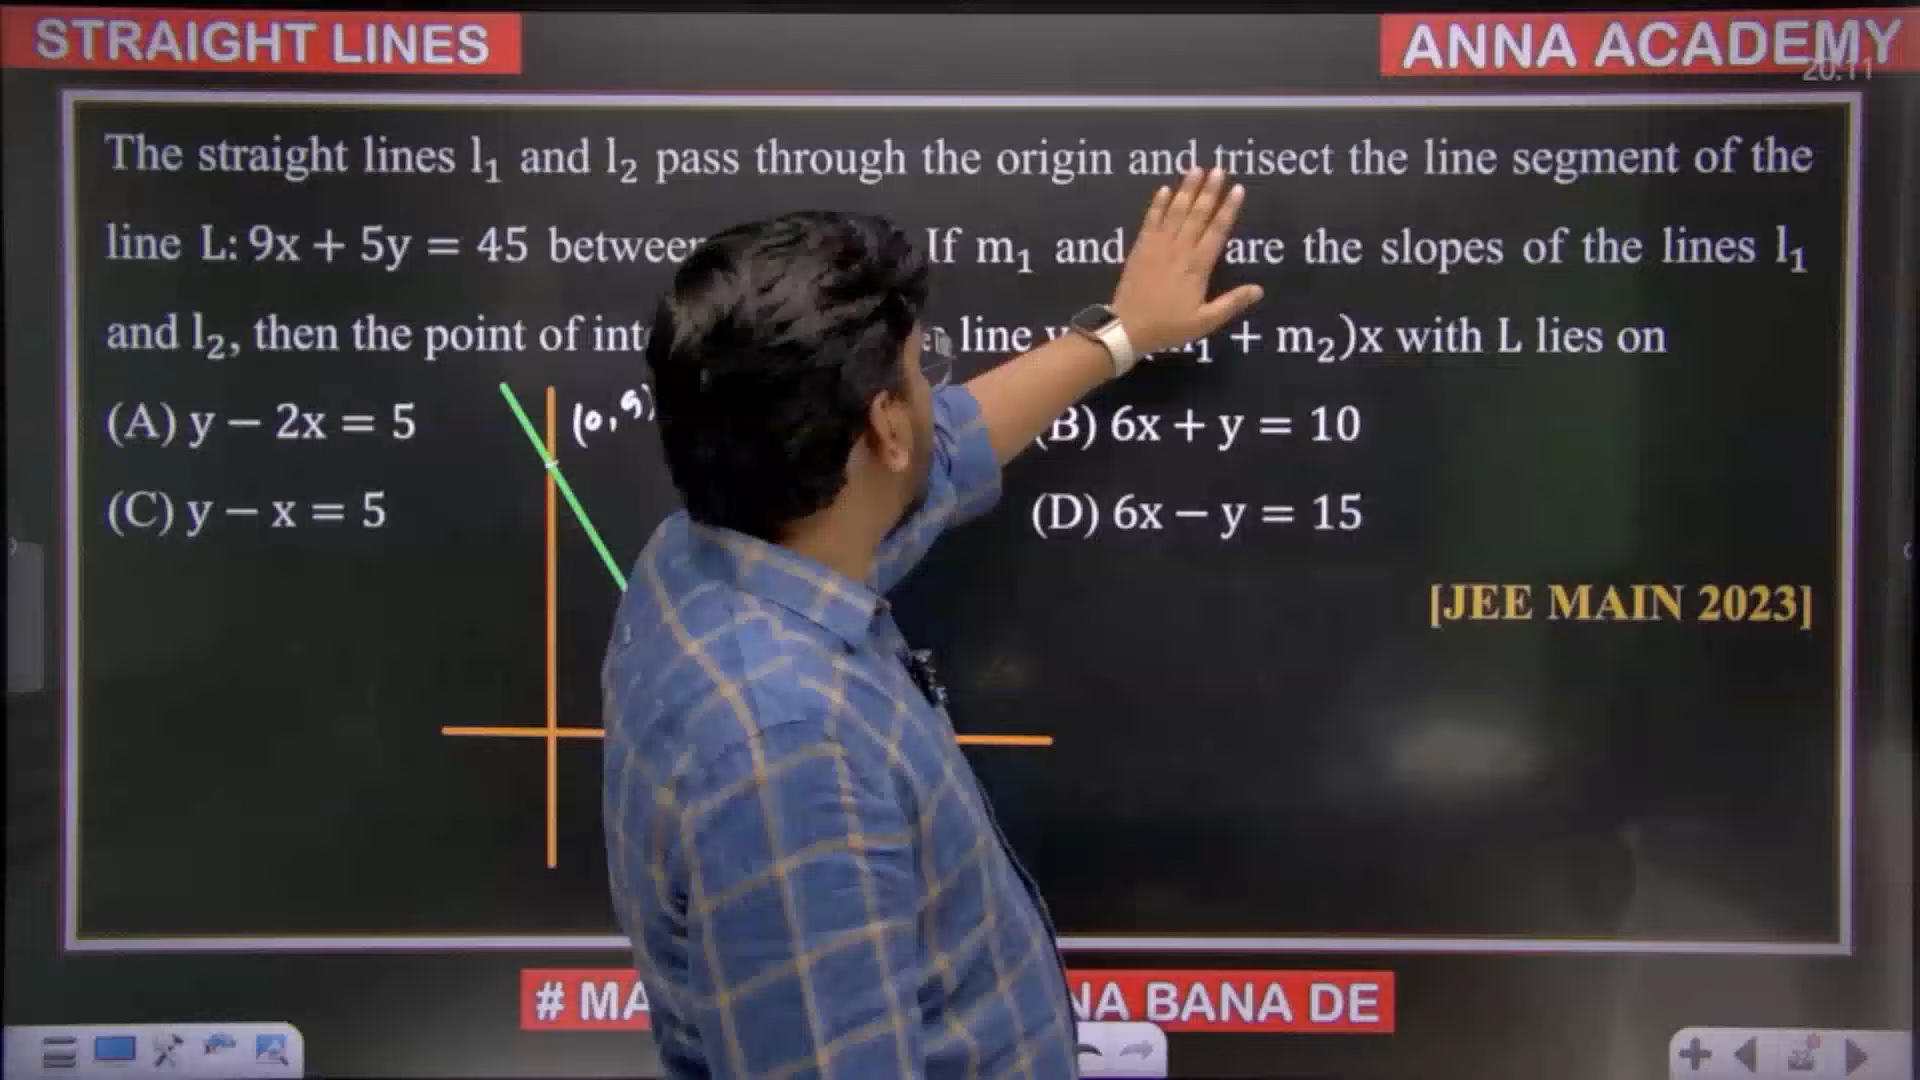 STRAIGHT LINES
ANNA ACADEMY
20:11
The straight lines l₁ and l₂ pass through the origin and trisect the line segment of the
line L: 9x + 5y = 45 between If m₁ and are the slopes of the lines l₁
and l₂, then the point of line + m₂)x with L lies on
(A) y − 2x = 5
(0,9)
(B) 6x + y = 10
(C) y − x = 5
(D) 6x − y = 15
[JEE MAIN 2023]
# MA NA BANA DE